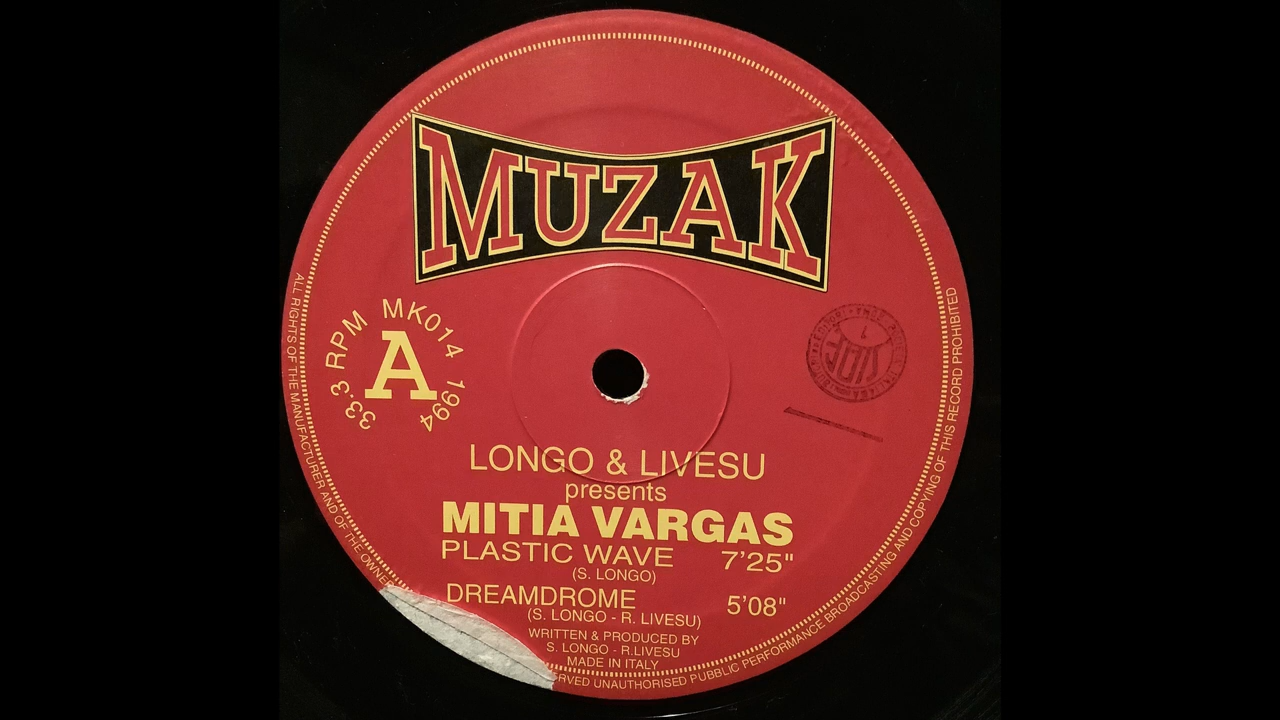 MUZAK
33.3 RPM MK014 1994
A
SIAE
LONGO & LIVESU
presents
MITIA VARGAS
PLASTIC WAVE 7'25"
(S. LONGO)
DREAMDROME 5'08"
(S. LONGO - R. LIVESU)
WRITTEN & PRODUCED BY
S. LONGO - R.LIVESU
MADE IN ITALY
ALL RIGHTS OF THE MANUFACTURER AND OF THE OWNER
RVED UNAUTHORISED PUBBLIC PERFORMANCE BROADCASTING AND COPYING OF THIS RECORD PROHIBITED